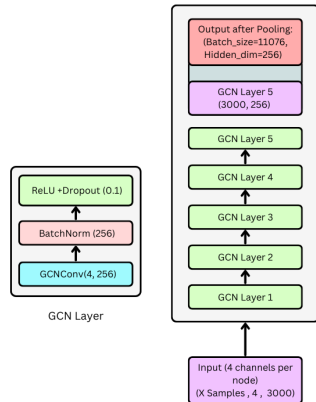 Output after Pooling:
(Batch_size=11076,
Hidden_dim=256)
GCN Layer 5
(3000, 256)
GCN Layer 5
GCN Layer 4
GCN Layer 3
GCN Layer 2
GCN Layer 1
Input (4 channels per
node)
(X Samples , 4 , 3000)
ReLU +Dropout (0.1)
BatchNorm (256)
GCNConv(4, 256)
GCN Layer